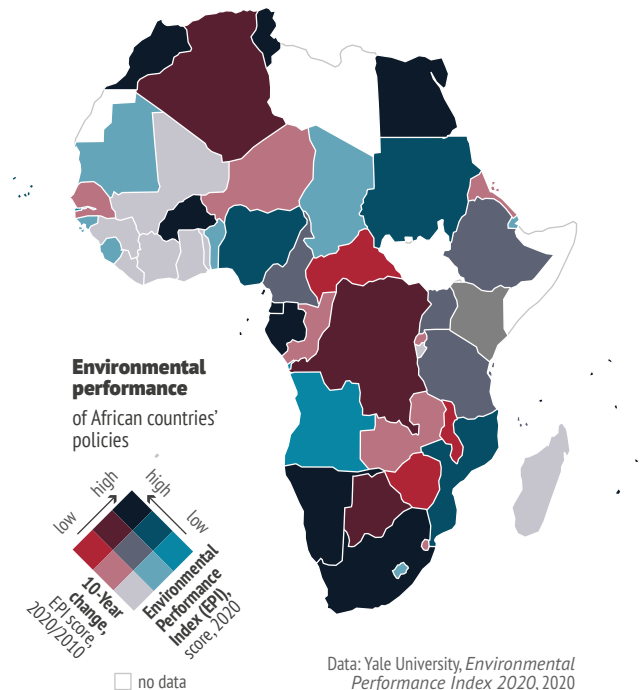 Environmental
performance
of African countries’
policies
low
high
high
low
10-Year
change,
EPI score,
2020/2010
Environmental
Performance
Index (EPI),
score, 2020
no data
Data: Yale University, Environmental
Performance Index 2020, 2020